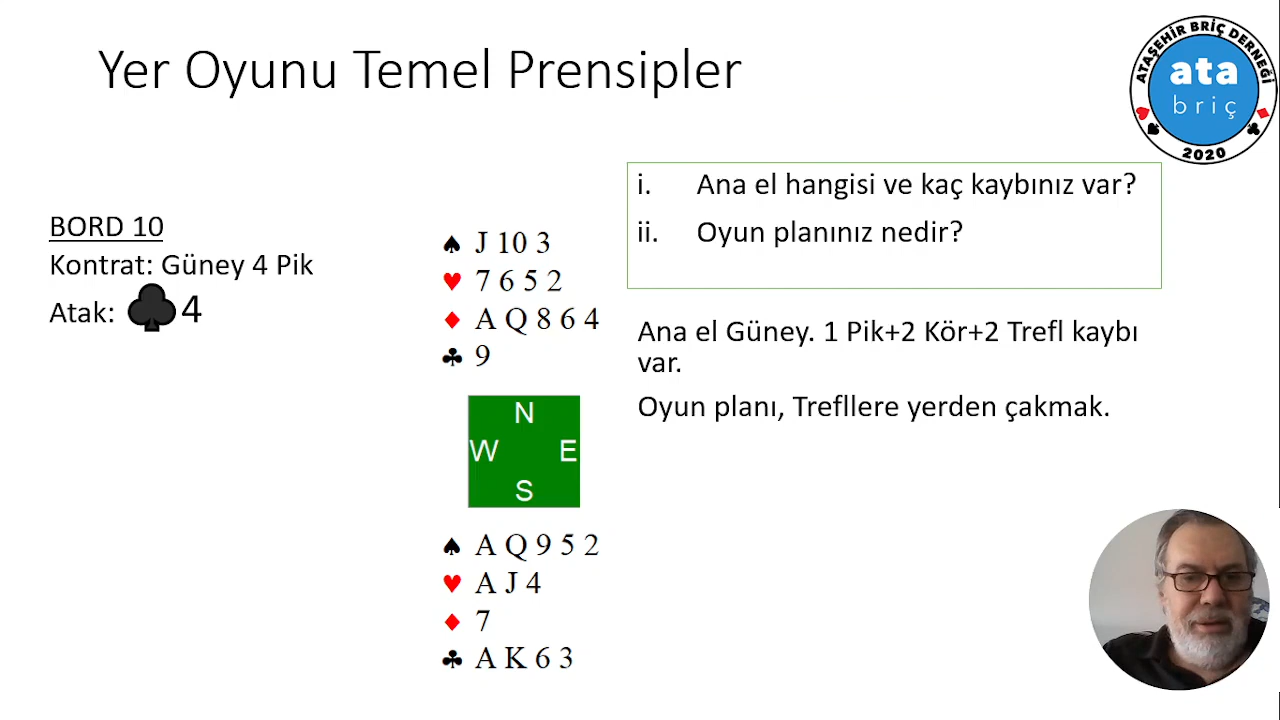 Yer Oyunu Temel Prensipler
ATAŞEHİR BRİÇ DERNEĞİ
ata
briç
2020
i. Ana el hangisi ve kaç kaybınız var?
ii. Oyun planınız nedir?
BORD 10
Kontrat: Güney 4 Pik
Atak: ♣4
♠ J 10 3
♥ 7 6 5 2
♦ A Q 8 6 4
♣ 9
Ana el Güney. 1 Pik+2 Kör+2 Trefl kaybı
var.
Oyun planı, Trefllere yerden çakmak.
N
W E
S
♠ A Q 9 5 2
♥ A J 4
♦ 7
♣ A K 6 3